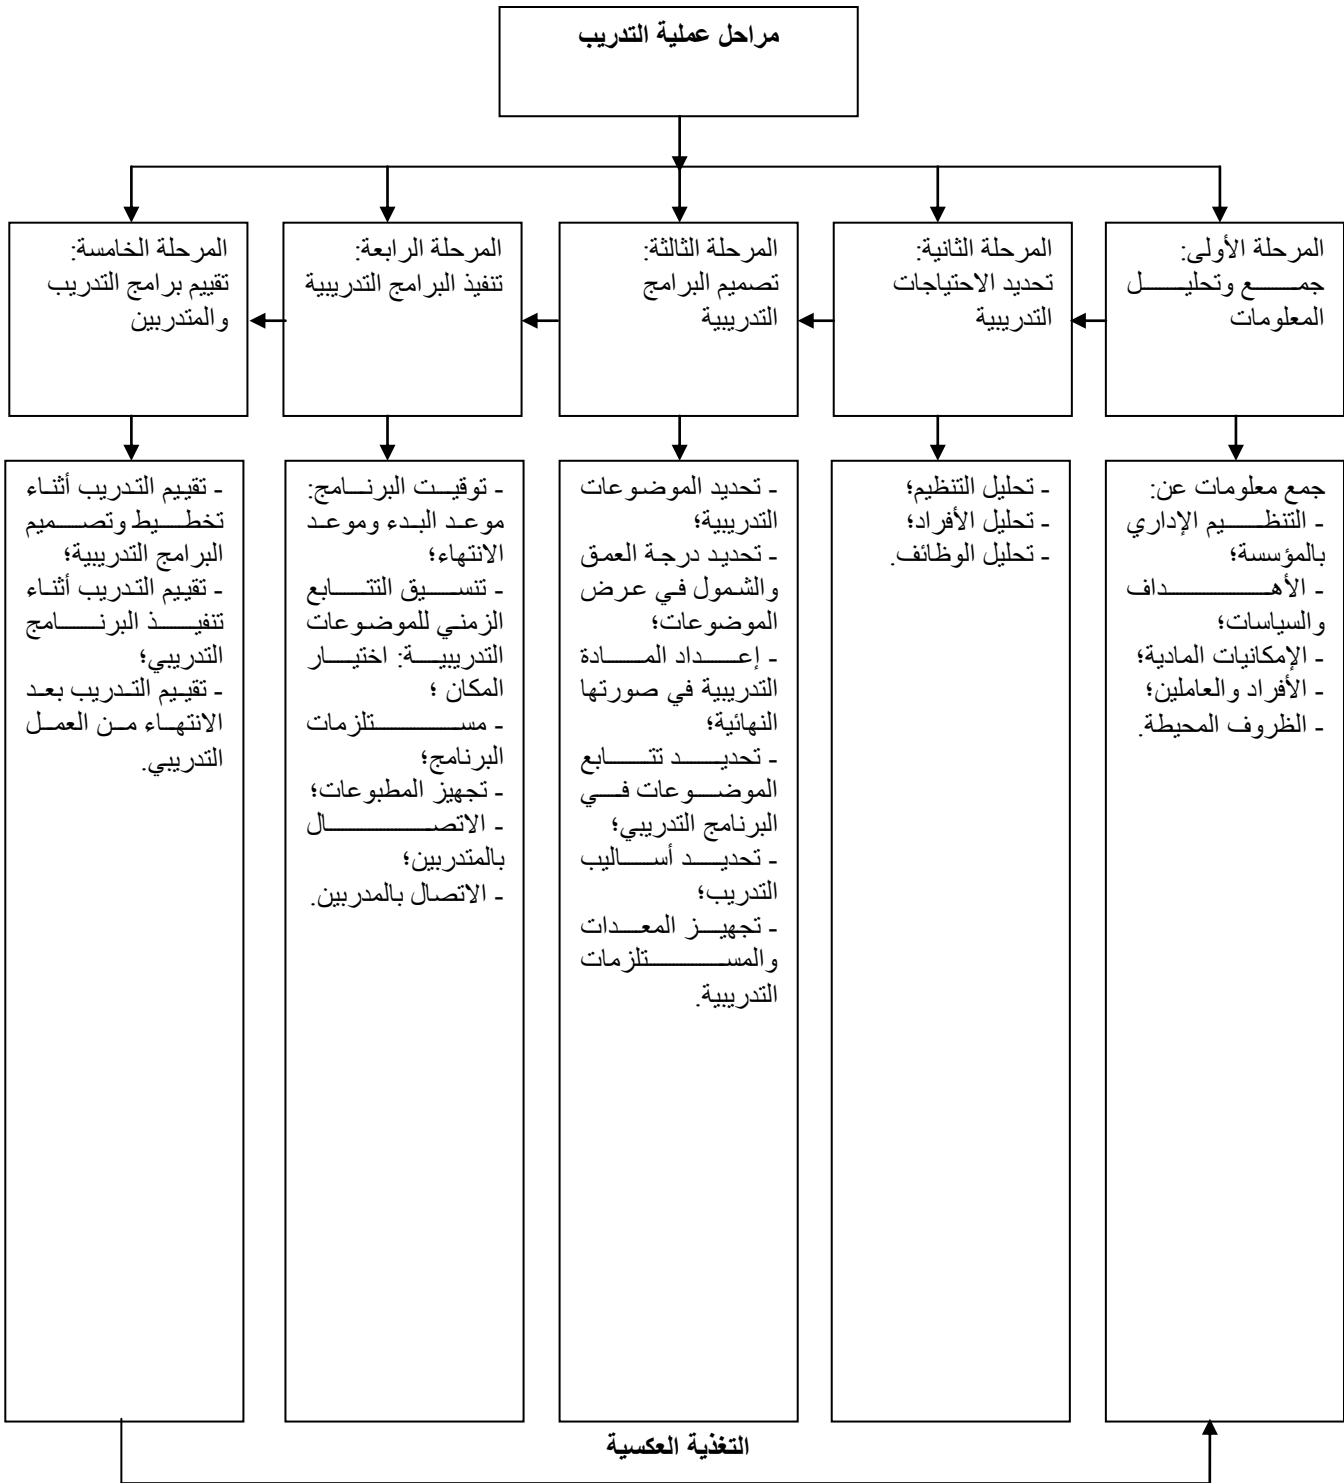 مراحل عملية التدريب
المرحلة الأولى:
جمع وتحليل
المعلومات
المرحلة الثانية:
تحديد الاحتياجات
التدريبية
المرحلة الثالثة:
تصميم البرامج
التدريبية
المرحلة الرابعة:
تنفيذ البرامج التدريبية
المرحلة الخامسة:
تقييم برامج التدريب
والمتدربين
جمع معلومات عن:
- التنظيم الإداري
بالمؤسسة؛
- الأهداف
والسياسات؛
- الإمكانيات المادية؛
- الأفراد والعاملين؛
- الظروف المحيطة.
- تحليل التنظيم؛
- تحليل الأفراد؛
- تحليل الوظائف.
- تحديد الموضوعات
التدريبية؛
- تحديد درجة العمق
والشمول في عرض
الموضوعات؛
- إعداد المادة
التدريبية في صورتها
النهائية؛
- تحديد تتابع
الموضوعات في
البرنامج التدريبي؛
- تحديد أساليب
التدريب؛
- تجهيز المعدات
والمستلزمات
التدريبية.
- توقيت البرنامج:
موعد البدء وموعد
الانتهاء؛
- تنسيق التتابع
الزمني للموضوعات
التدريبية: اختيار
المكان ؛
- مستلزمات
البرنامج؛
- تجهيز المطبوعات؛
- الاتصال
بالمتدربين؛
- الاتصال بالمدربين.
- تقييم التدريب أثناء
تخطيط وتصميم
البرامج التدريبية؛
- تقييم التدريب أثناء
تنفيذ البرنامج
التدريبي؛
- تقييم التدريب بعد
الانتهاء من العمل
التدريبي.
التغذية العكسية